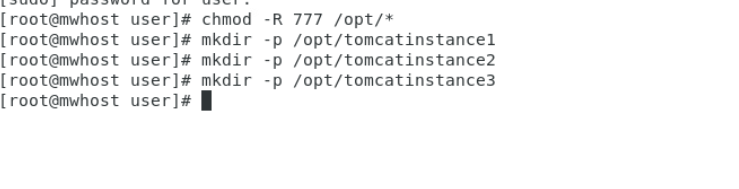 [sudo] password for user:
[root@mwhost user]# chmod -R 777 /opt/*
[root@mwhost user]# mkdir -p /opt/tomcatinstance1
[root@mwhost user]# mkdir -p /opt/tomcatinstance2
[root@mwhost user]# mkdir -p /opt/tomcatinstance3
[root@mwhost user]#